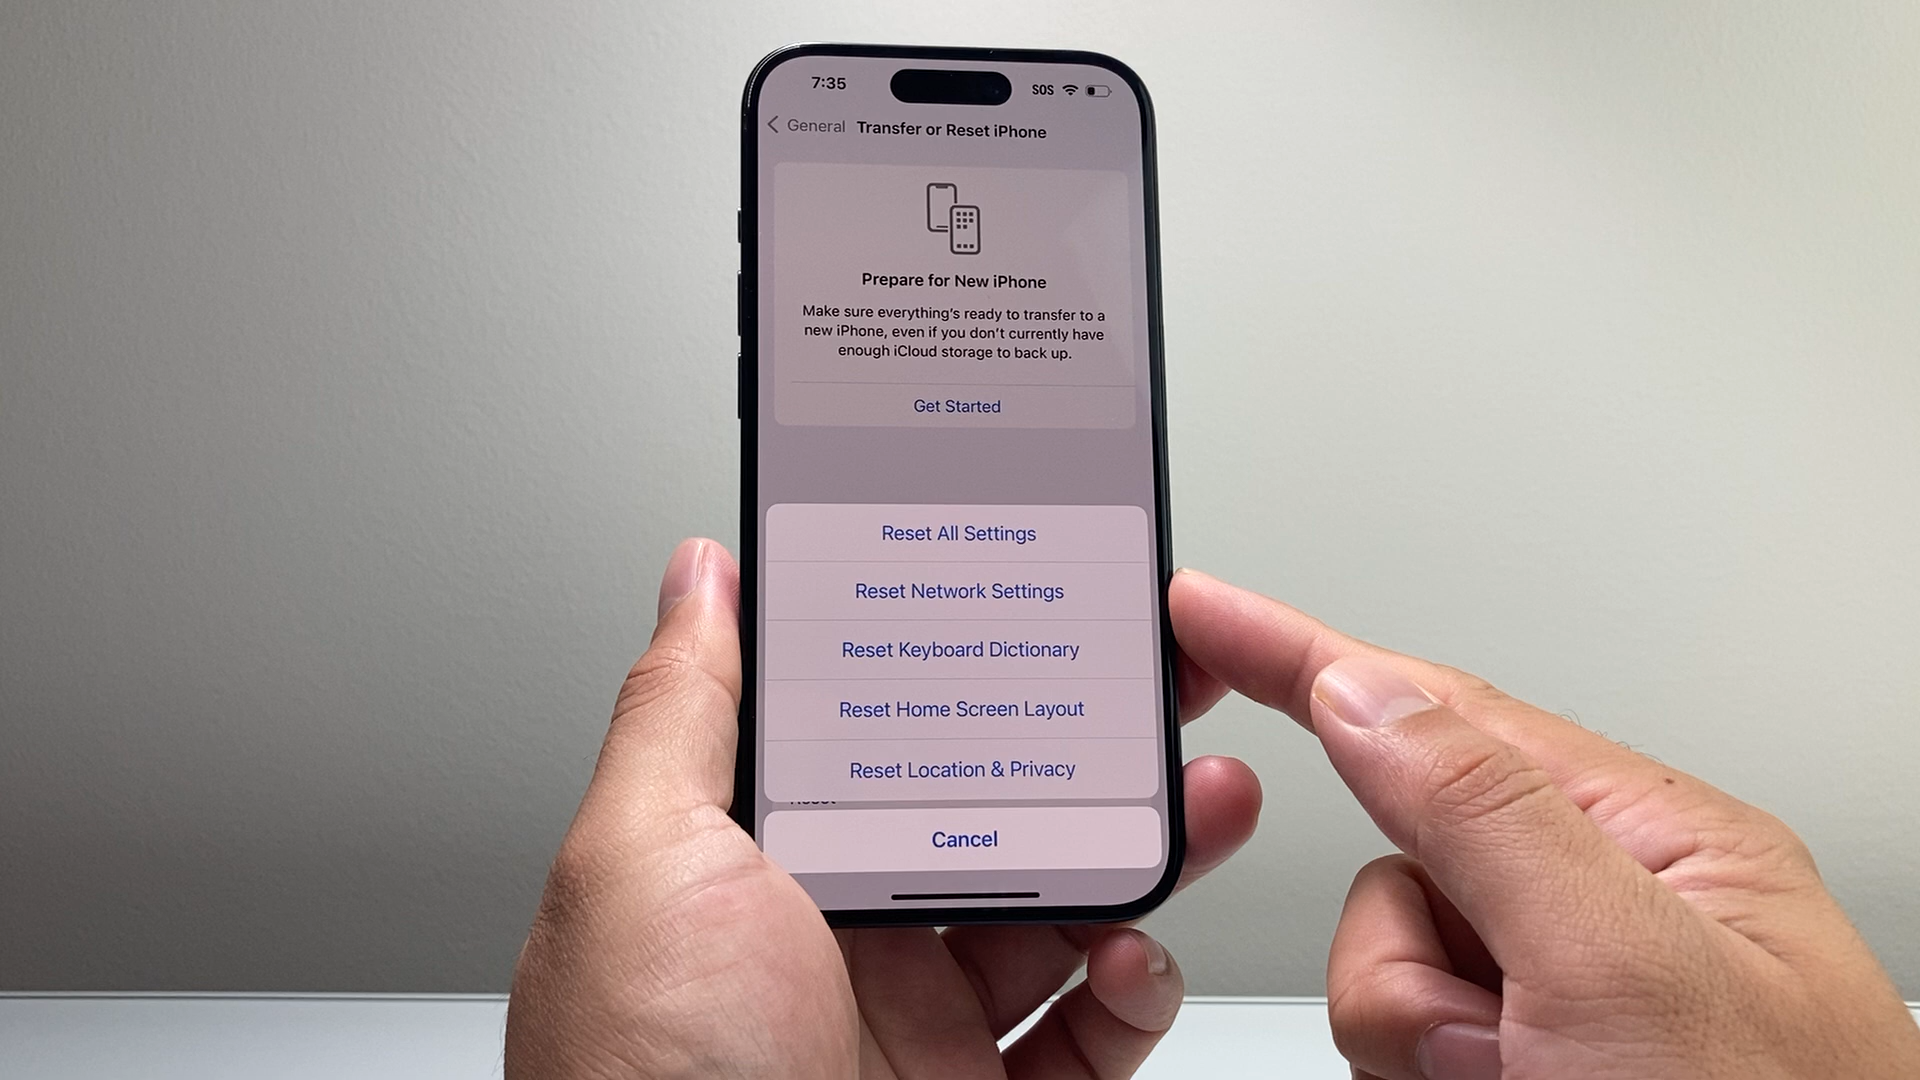 7:35
SOS
General
Transfer or Reset iPhone
Prepare for New iPhone
Make sure everything's ready to transfer to a
new iPhone, even if you don't currently have
enough iCloud storage to back up.
Get Started
Reset All Settings
Reset Network Settings
Reset Keyboard Dictionary
Reset Home Screen Layout
Reset Location & Privacy
Reset
Cancel